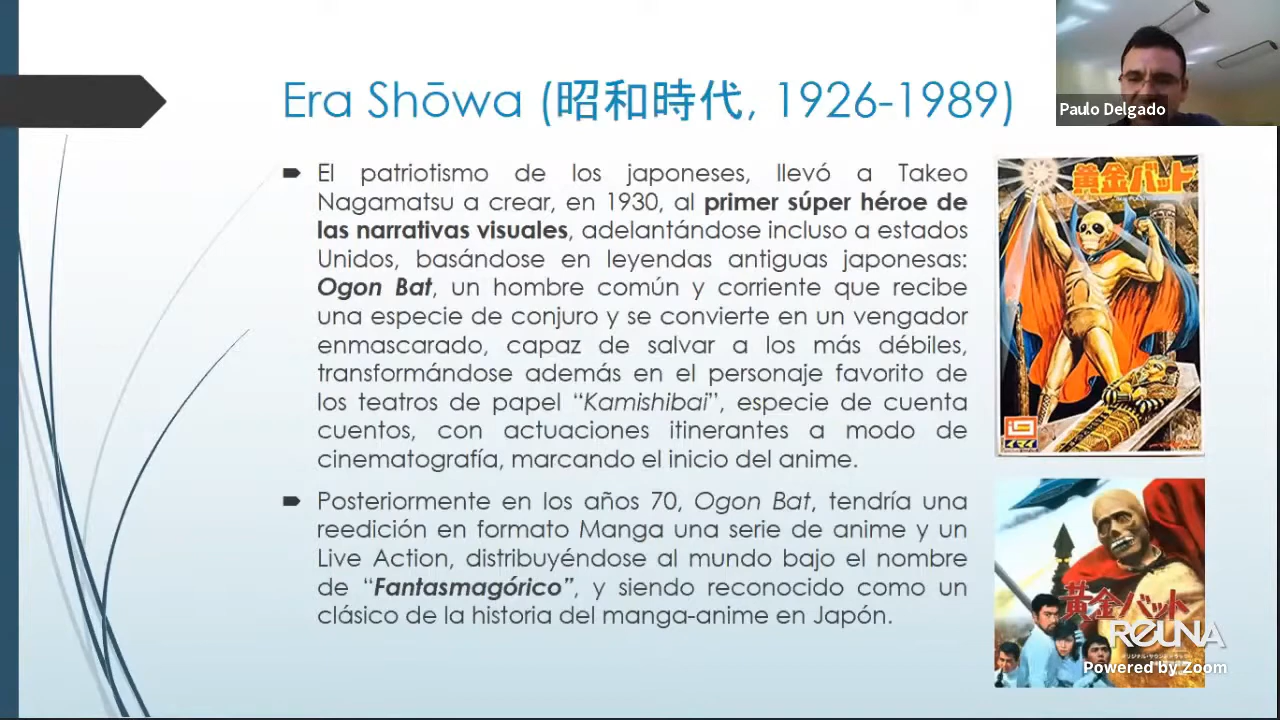 Era Shōwa (昭和時代, 1926-1989)
Paulo Delgado
El patriotismo de los japoneses, llevó a Takeo
Nagamatsu a crear, en 1930, al primer súper héroe de
las narrativas visuales, adelantándose incluso a estados
Unidos, basándose en leyendas antiguas japonesas:
Ogon Bat, un hombre común y corriente que recibe
una especie de conjuro y se convierte en un vengador
enmascarado, capaz de salvar a los más débiles,
transformándose además en el personaje favorito de
los teatros de papel “Kamishibai”, especie de cuenta
cuentos, con actuaciones itinerantes a modo de
cinematografía, marcando el inicio del anime.
Posteriormente en los años 70, Ogon Bat, tendría una
reedición en formato Manga una serie de anime y un
Live Action, distribuyéndose al mundo bajo el nombre
de “Fantasmagórico”, y siendo reconocido como un
clásico de la historia del manga-anime en Japón.
黄金バット
イマイ
黄金バット
REUNA
Powered by Zoom